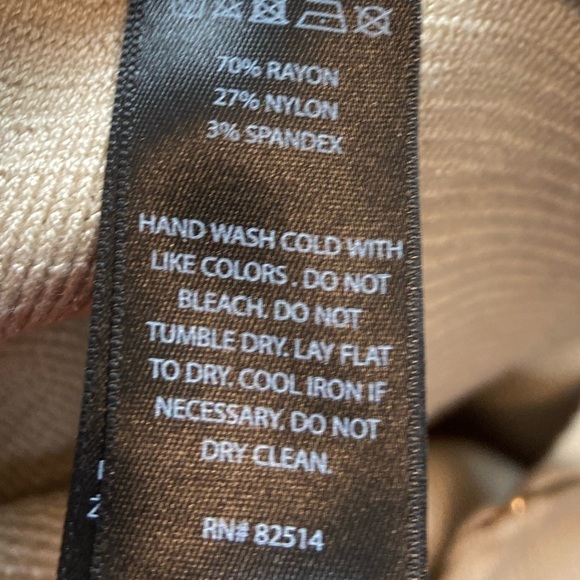 70% RAYON
27% NYLON
3% SPANDEX
HAND WASH COLD WITH
LIKE COLORS . DO NOT
BLEACH. DO NOT
TUMBLE DRY. LAY FLAT
TO DRY. COOL IRON IF
NECESSARY. DO NOT
DRY CLEAN.
RN# 82514